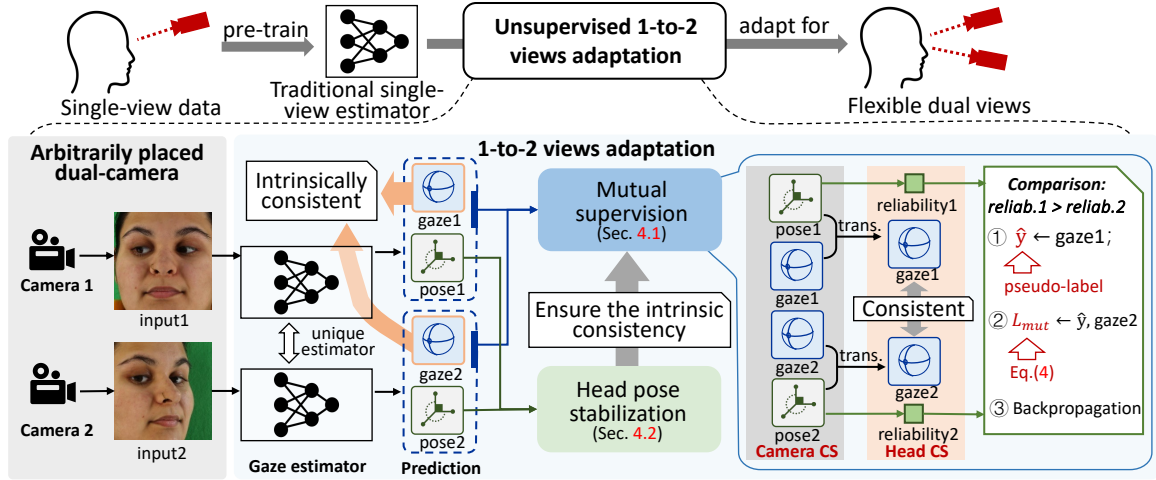 pre-train
Unsupervised 1-to-2
views adaptation
adapt for
Single-view data
Traditional single-
view estimator
Flexible dual views
Arbitrarily placed
dual-camera
Camera 1
input1
Camera 2
input2
1-to-2 views adaptation
Intrinsically
consistent
unique
estimator
Gaze estimator
gaze1
pose1
gaze2
pose2
Prediction
Mutual
supervision
(Sec. 4.1)
Ensure the intrinsic
consistency
Head pose
stabilization
(Sec. 4.2)
pose1
gaze1
gaze2
pose2
Camera CS
trans.
trans.
reliability1
gaze1
Consistent
gaze2
reliability2
Head CS
Comparison:
reliab.1 > reliab.2
① ŷ ← gaze1;
pseudo-label
② L_mut ← ŷ, gaze2
Eq.(4)
③ Backpropagation